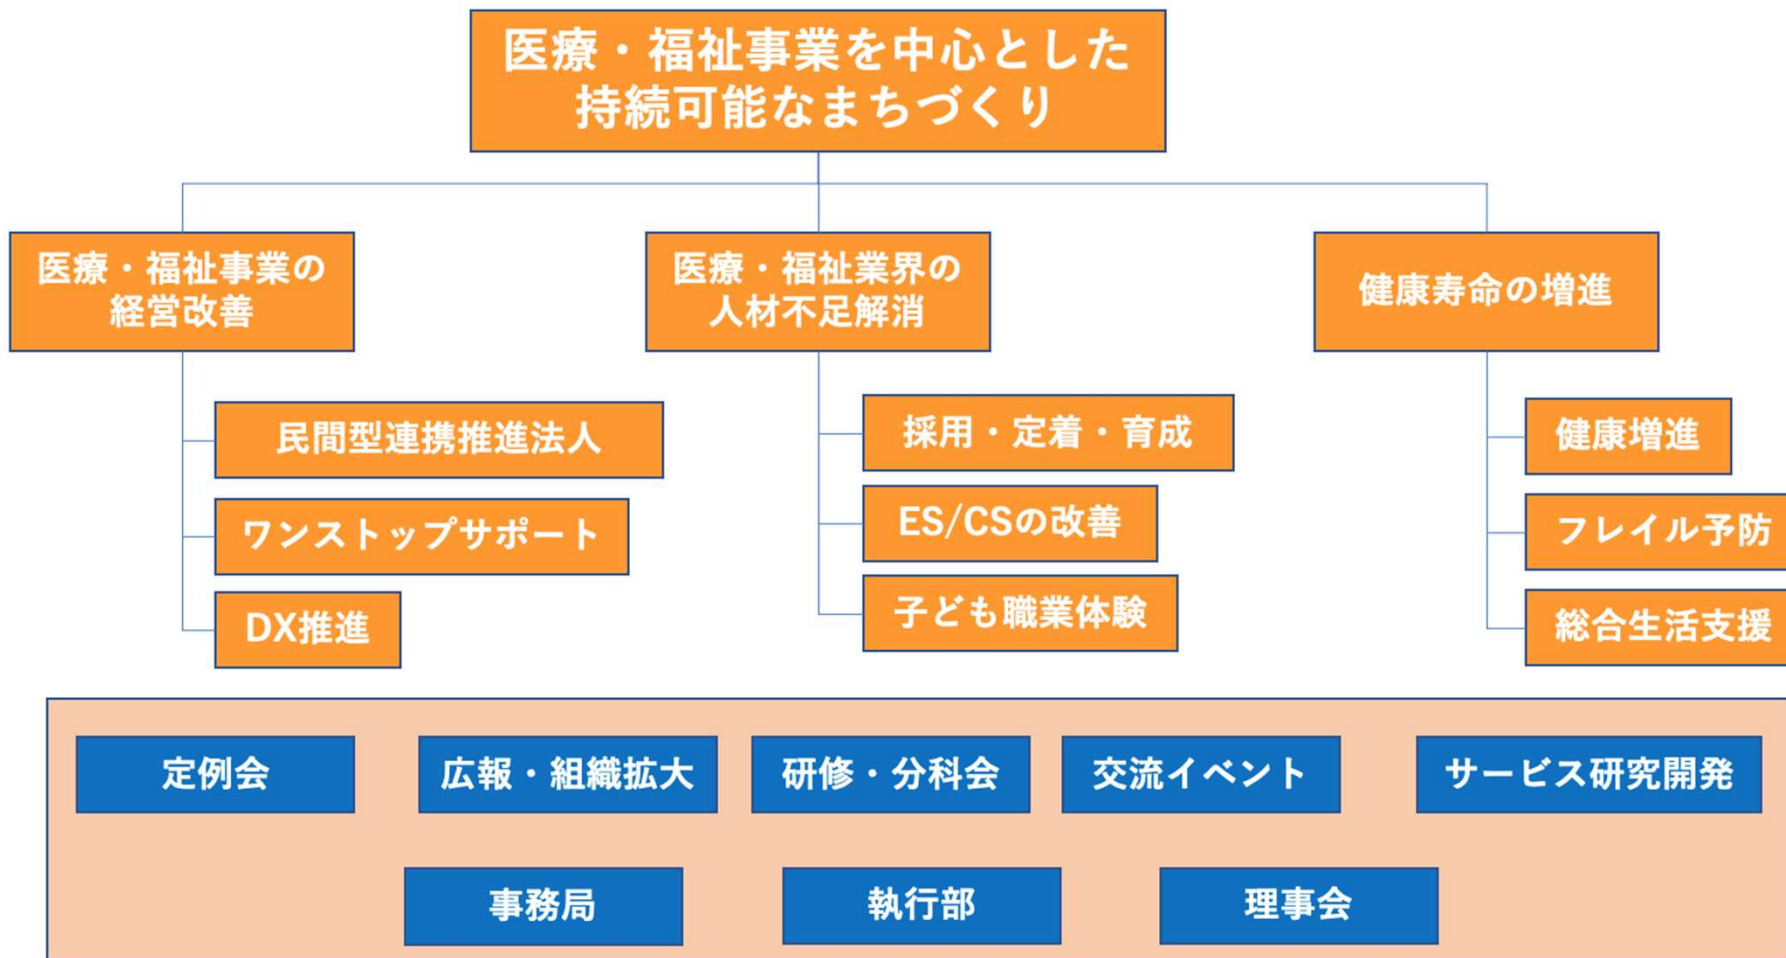 医療・福祉事業を中心とした
持続可能なまちづくり
医療・福祉事業の
経営改善
民間型連携推進法人
ワンストップサポート
DX推進
医療・福祉業界の
人材不足解消
採用・定着・育成
ES/CSの改善
子ども職業体験
健康寿命の増進
健康増進
フレイル予防
総合生活支援
定例会
広報・組織拡大
研修・分科会
交流イベント
サービス研究開発
事務局
執行部
理事会